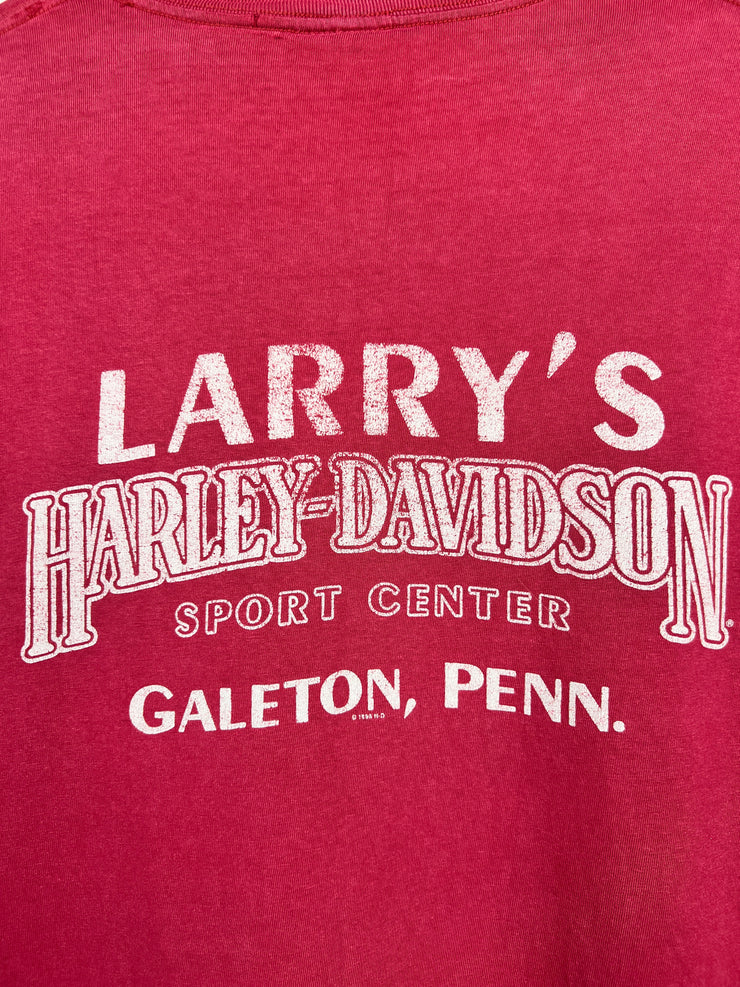 LARRY'S
HARLEY-DAVIDSON®
SPORT CENTER
GALETON, PENN.